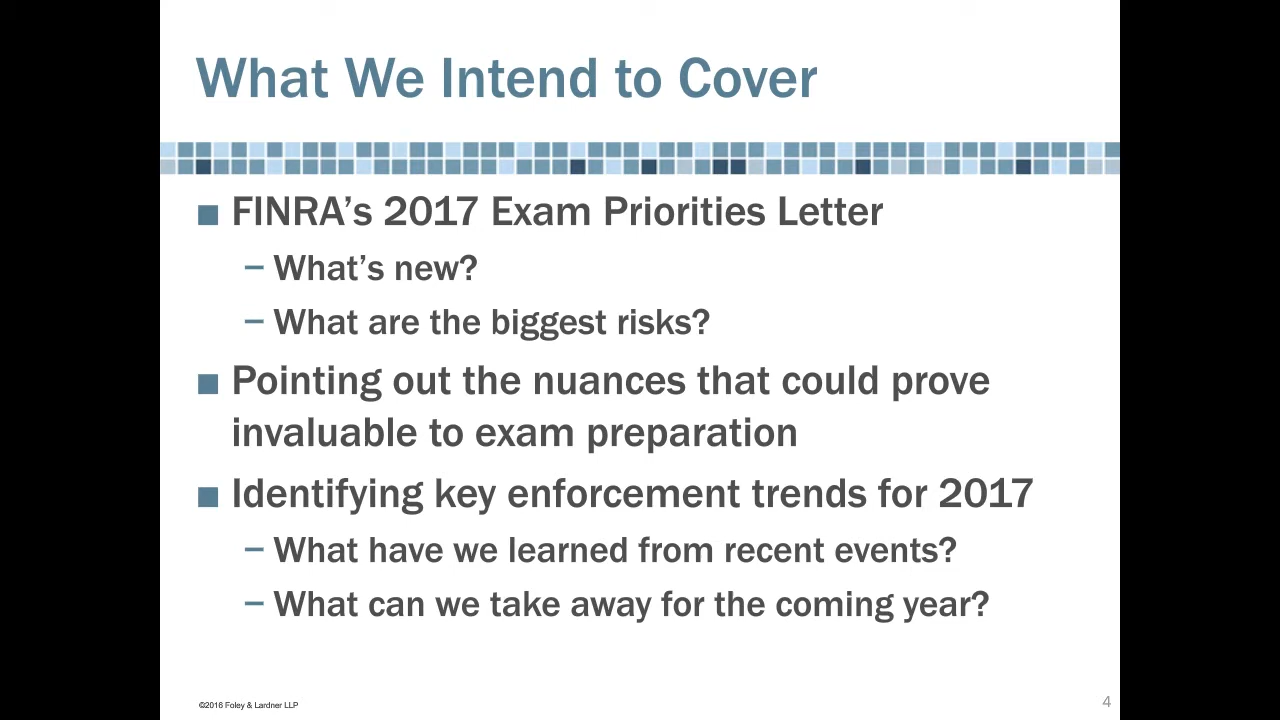 What We Intend to Cover
■ FINRA’s 2017 Exam Priorities Letter
– What’s new?
– What are the biggest risks?
■ Pointing out the nuances that could prove
invaluable to exam preparation
■ Identifying key enforcement trends for 2017
– What have we learned from recent events?
– What can we take away for the coming year?
©2016 Foley & Lardner LLP
4